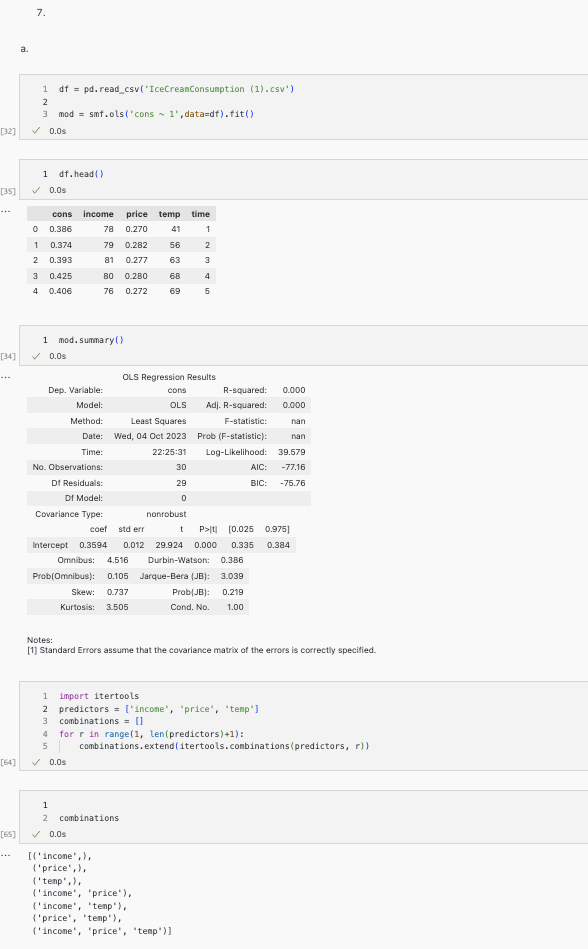 7.
a.
1 df = pd.read_csv('IceCreamConsumption (1).csv')
2
3 mod = smf.ols('cons ~ 1',data=df).fit()
[32] ✓ 0.0s
1 df.head()
[35] ✓ 0.0s
...
cons income price temp time
0 0.386 78 0.270 41 1
1 0.374 79 0.282 56 2
2 0.393 81 0.277 63 3
3 0.425 80 0.280 68 4
4 0.406 76 0.272 69 5
1 mod.summary()
[34] ✓ 0.0s
...
OLS Regression Results
Dep. Variable: cons R-squared: 0.000
Model: OLS Adj. R-squared: 0.000
Method: Least Squares F-statistic: nan
Date: Wed, 04 Oct 2023 Prob (F-statistic): nan
Time: 22:25:31 Log-Likelihood: 39.579
No. Observations: 30 AIC: -77.16
Df Residuals: 29 BIC: -75.76
Df Model: 0
Covariance Type: nonrobust
coef std err t P>|t| [0.025 0.975]
Intercept 0.3594 0.012 29.924 0.000 0.335 0.384
Omnibus: 4.516 Durbin-Watson: 0.386
Prob(Omnibus): 0.105 Jarque-Bera (JB): 3.039
Skew: 0.737 Prob(JB): 0.219
Kurtosis: 3.505 Cond. No. 1.00
Notes:
[1] Standard Errors assume that the covariance matrix of the errors is correctly specified.
1 import itertools
2 predictors = ['income', 'price', 'temp']
3 combinations = []
4 for r in range(1, len(predictors)+1):
5 combinations.extend(itertools.combinations(predictors, r))
[64] ✓ 0.0s
1
2 combinations
[65] ✓ 0.0s
...
[('income',),
('price',),
('temp',),
('income', 'price'),
('income', 'temp'),
('price', 'temp'),
('income', 'price', 'temp')]